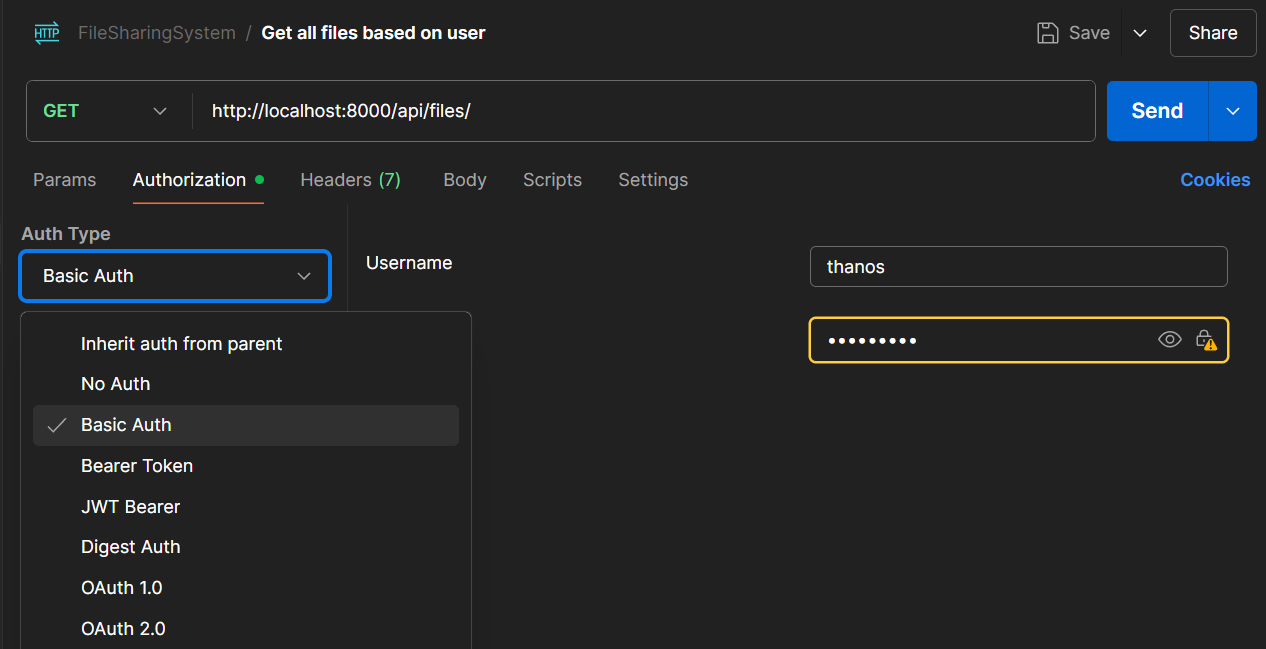 HTTP FileSharingSystem / Get all files based on user Save Share
GET http://localhost:8000/api/files/ Send
Params Authorization Headers (7) Body Scripts Settings Cookies
Auth Type
Basic Auth
Username thanos
•••••••••
Inherit auth from parent
No Auth
Basic Auth
Bearer Token
JWT Bearer
Digest Auth
OAuth 1.0
OAuth 2.0